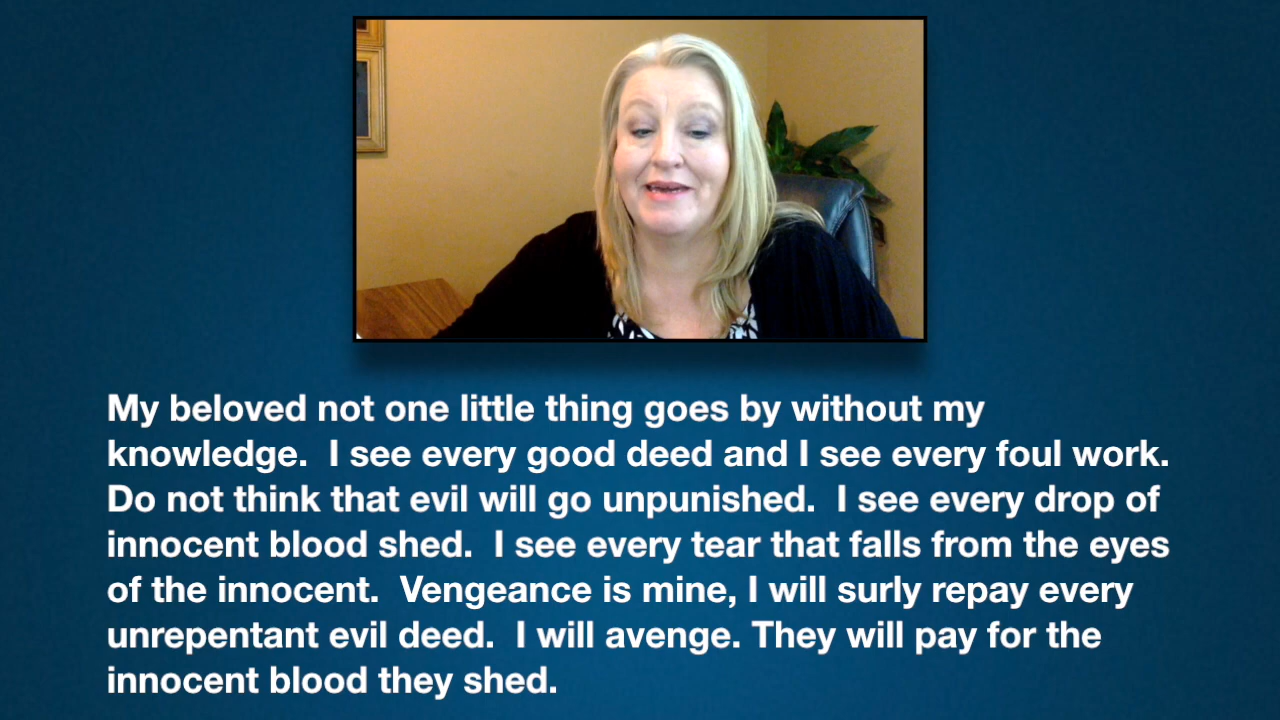 My beloved not one little thing goes by without my
knowledge.  I see every good deed and I see every foul work.
Do not think that evil will go unpunished.  I see every drop of
innocent blood shed.  I see every tear that falls from the eyes
of the innocent.  Vengeance is mine, I will surly repay every
unrepentant evil deed.  I will avenge. They will pay for the
innocent blood they shed.